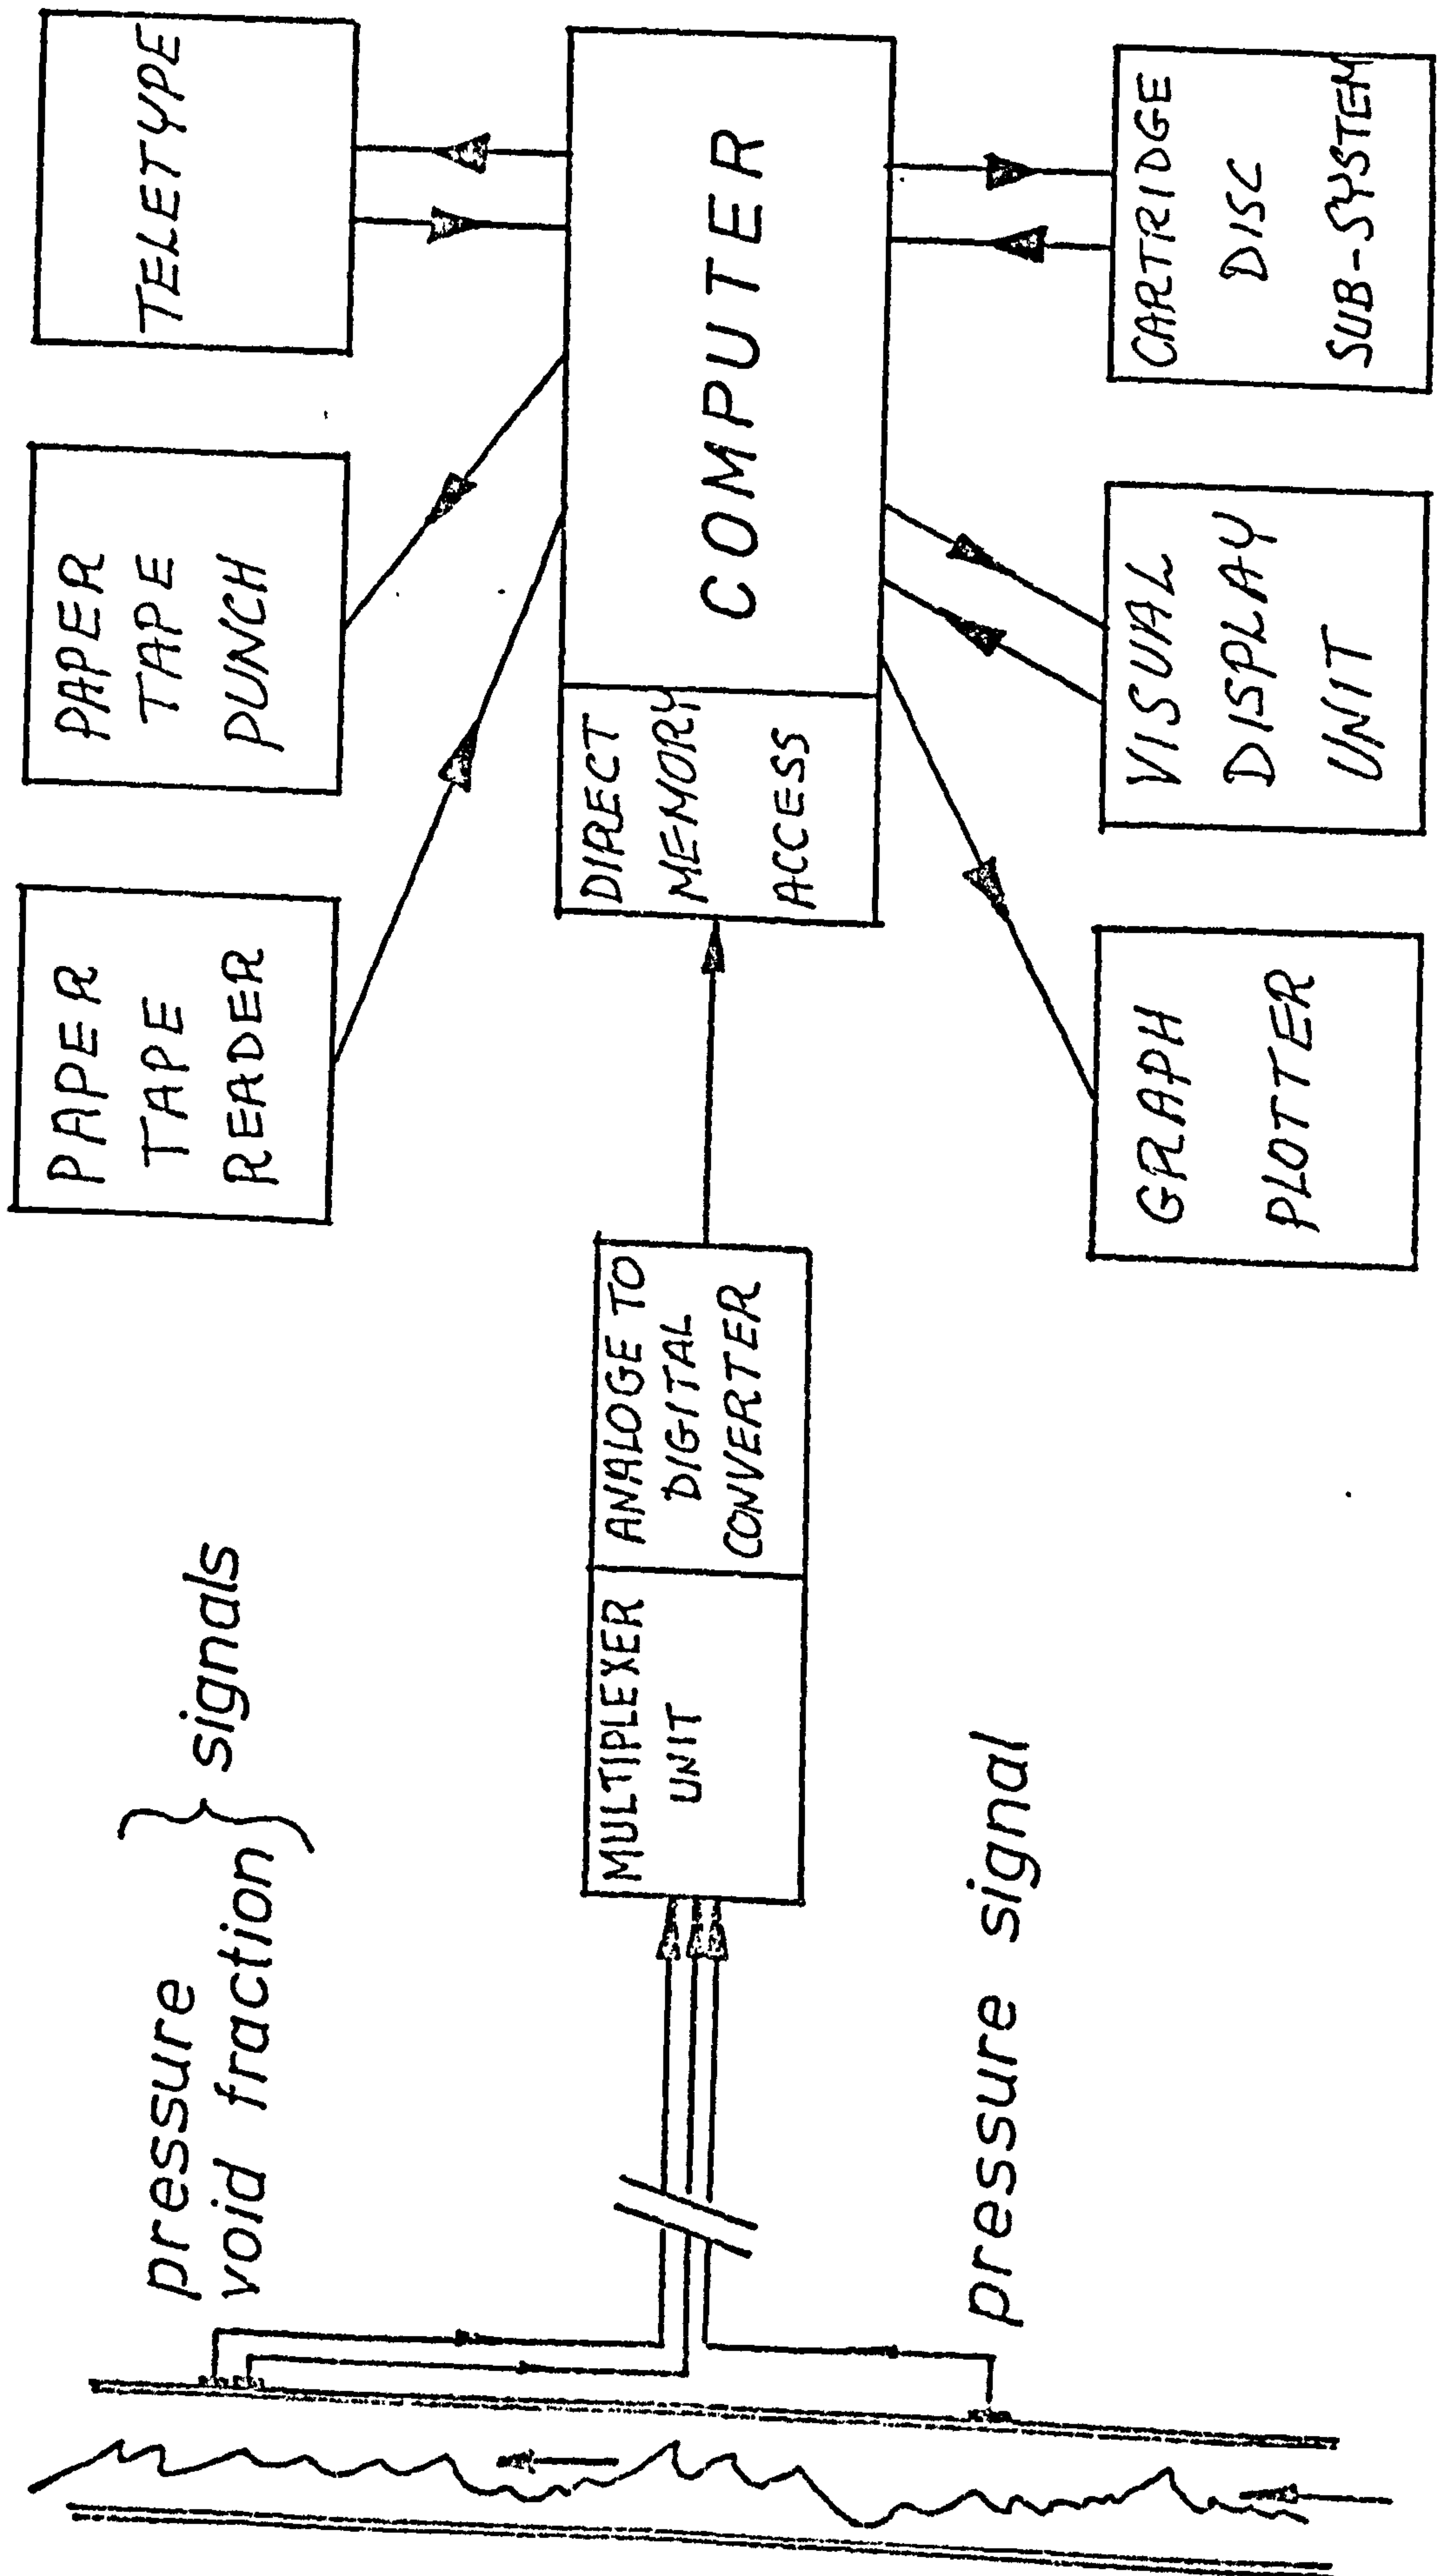 TELETYPE
PAPER
TAPE
PUNCH
PAPER
TAPE
READER
COMPUTER
DIRECT
MEMORY
ACCESS
CARTRIDGE
DISC
SUB-SYSTEM
VISUAL
DISPLAY
UNIT
GRAPH
PLOTTER
ANALOGE TO
DIGITAL
CONVERTER
MULTIPLEXER
UNIT
pressure
void fraction } signals
pressure signal